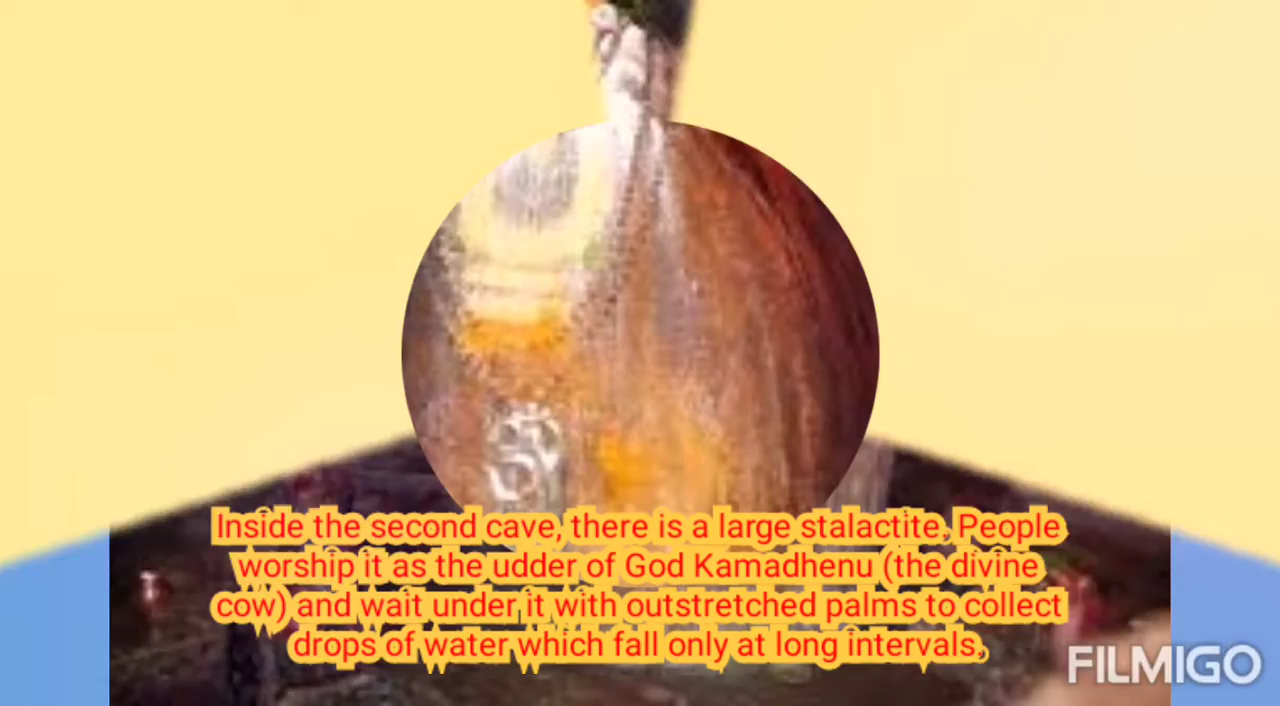 Inside the second cave, there is a large stalactite. People
worship it as the udder of God Kamadhenu (the divine
cow) and wait under it with outstretched palms to collect
drops of water which fall only at long intervals.
ॐ
FILMIGO